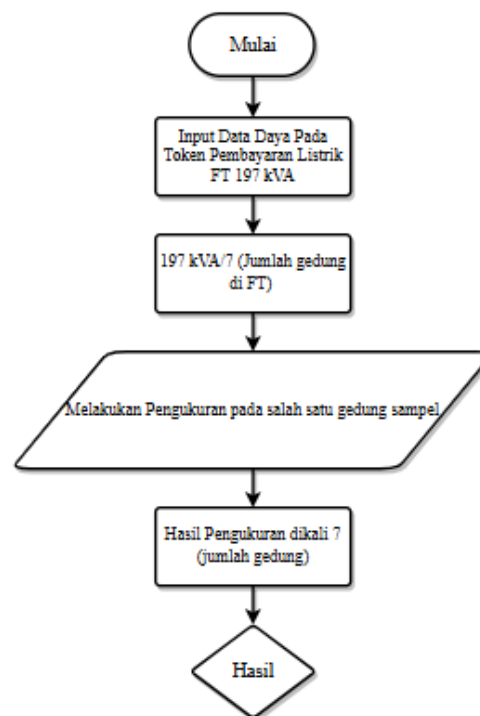 Mulai
Input Data Daya Pada
Token Pembayaran Listrik
FT 197 kVA
197 kVA/7 (Jumlah gedung
di FT)
Melakukan Pengukuran pada salah satu gedung sampel
Hasil Pengukuran dikali 7
(jumlah gedung)
Hasil